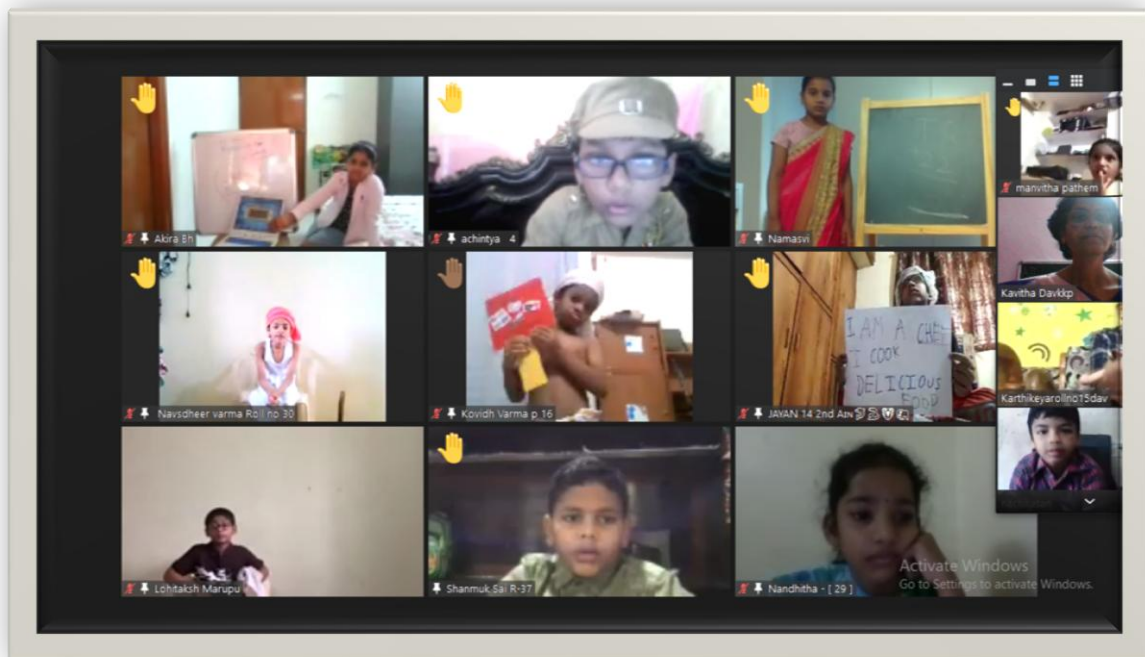 Akira Bh
achintya 4
Namasvi
manvitha pathem
Kavitha Davkkp
Navsdheer varma Roll no 30
Kovidh Varma p 16
I AM A CHEF
I COOK
DELICIOUS
FOOD
JAYAN 14 2nd
Karthikeyarollno15dav
Lohitaksh Marupu
Shanmuk Sai R-37
Nandhitha - [ 29 ]
Activate Windows
Go to Settings to activate Windows.